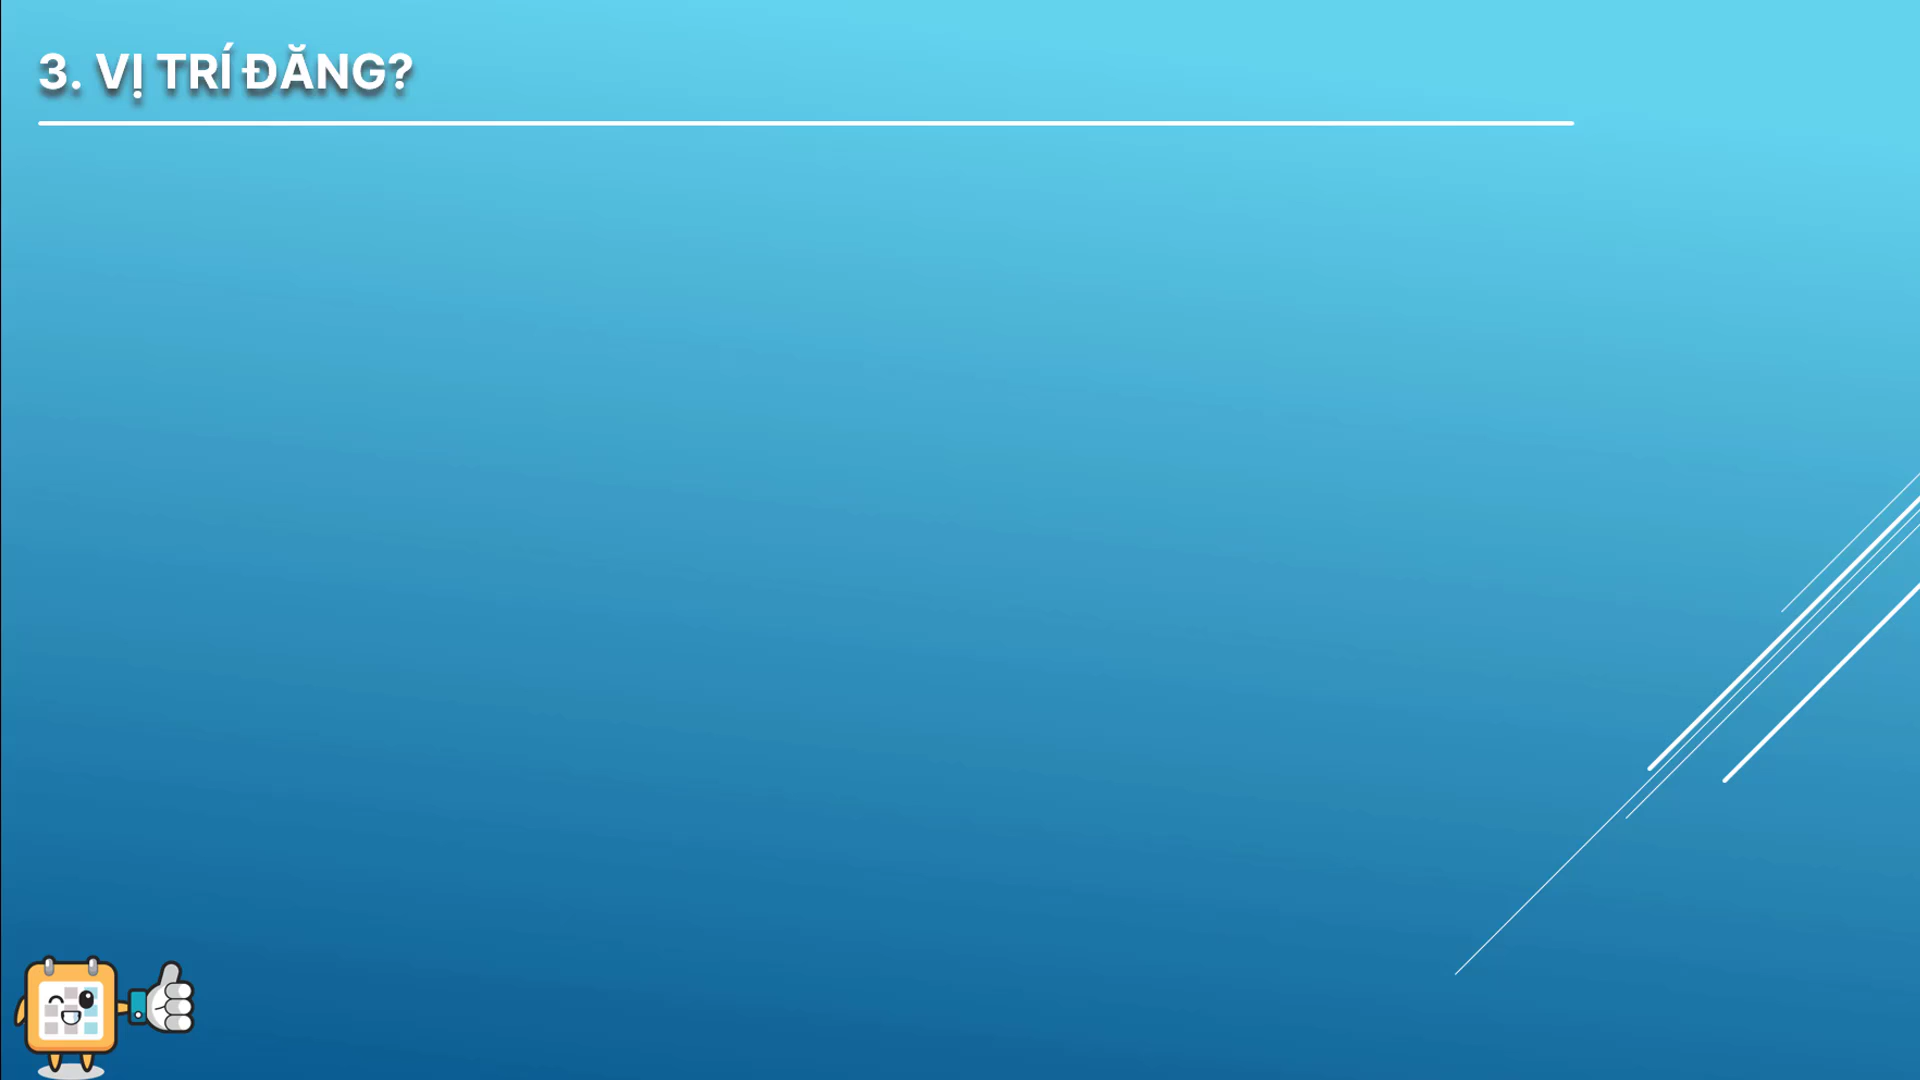 3. VỊ TRÍ ĐĂNG?